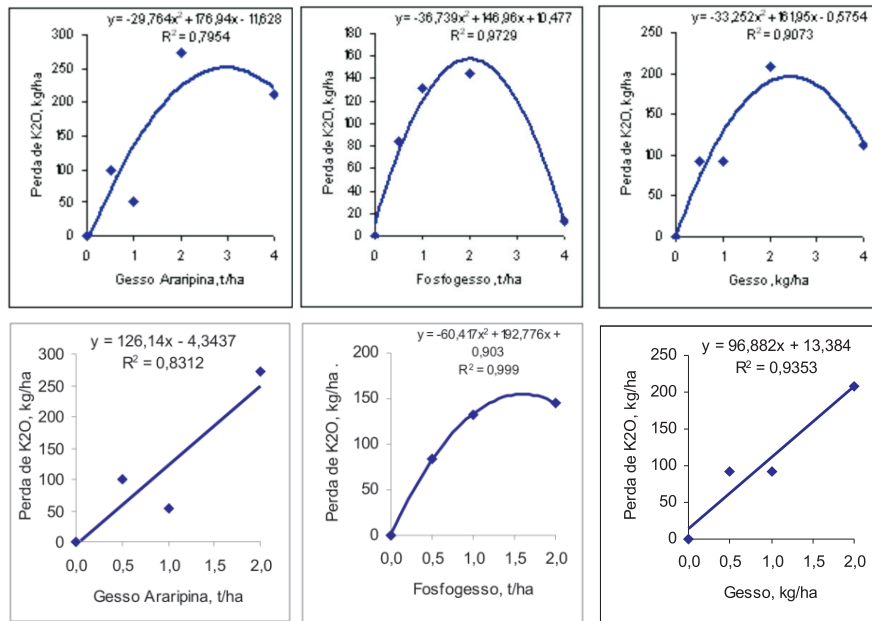 y= -29,764x² + 176,94x - 11,628
R² = 0,7954
Perda de K2O, kg/ha
300
250
200
150
100
50
0
0 1 2 3 4
Gesso Araripina,t/ha
y= -36,739x² + 146,96x + 10,477
R² = 0,9729
Perda de K2O, kg/ha
180
160
140
120
100
80
60
40
20
0
0 1 2 3 4
Fosfogesso, t/ha
y= -33,252x² + 161,95x - 0,5754
R² = 0,9073
Perda de K2O, kg/ha
250
200
150
100
50
0
0 1 2 3 4
Gesso ,kg/ha
y = 126,14x - 4,3437
R² = 0,8312
Perda de K2O, kg/ha
300
250
200
150
100
50
0
0,0 0,5 1,0 2,0
Gesso Araripina, t/ha
y = -60,417x² + 192,776x +
0,903
R² = 0,999
Perda de K2O, kg/ha .
200
150
100
50
0
0,0 0,5 1,0 2,0
Fosfogesso, t/ha
y = 96,882x + 13,384
R² = 0,9353
Perda de K2O, kg/ha
250
200
150
100
50
0
0,0 0,5 1,0 2,0
Gesso, kg/ha